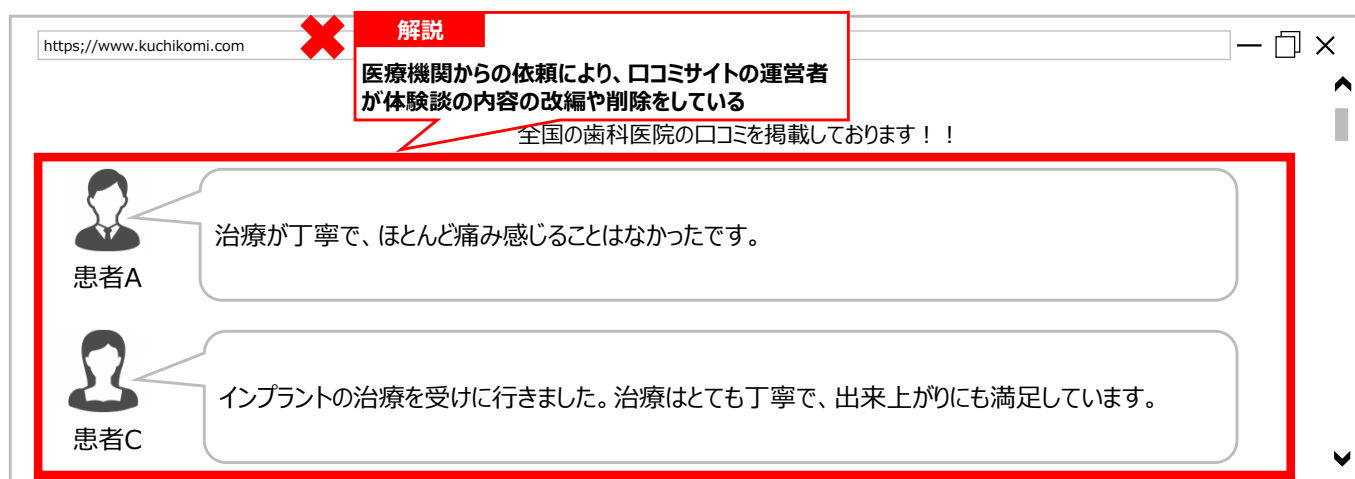 https;//www.kuchikomi.com
解説
医療機関からの依頼により、口コミサイトの運営者
が体験談の内容の改編や削除をしている
全国の歯科医院の口コミを掲載しております！！
治療が丁寧で、ほとんど痛み感じることはなかったです。
患者A
インプラントの治療を受けに行きました。治療はとても丁寧で、出来上がりにも満足しています。
患者C